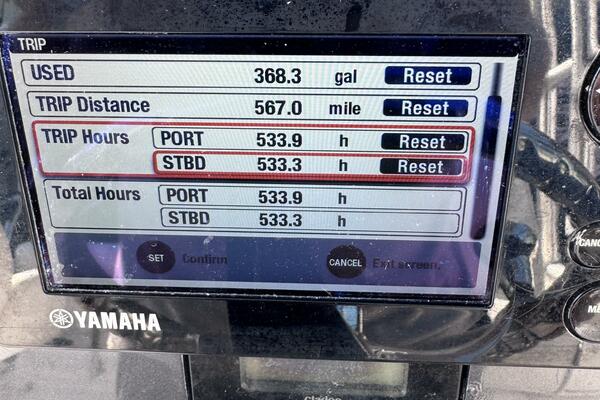 TRIP
USED 368.3 gal Reset
TRIP Distance 567.0 mile Reset
TRIP Hours PORT 533.9 h Reset
STBD 533.3 h Reset
Total Hours PORT 533.9 h
STBD 533.3 h
SET Confirm CANCEL Exit screen.
YAMAHA